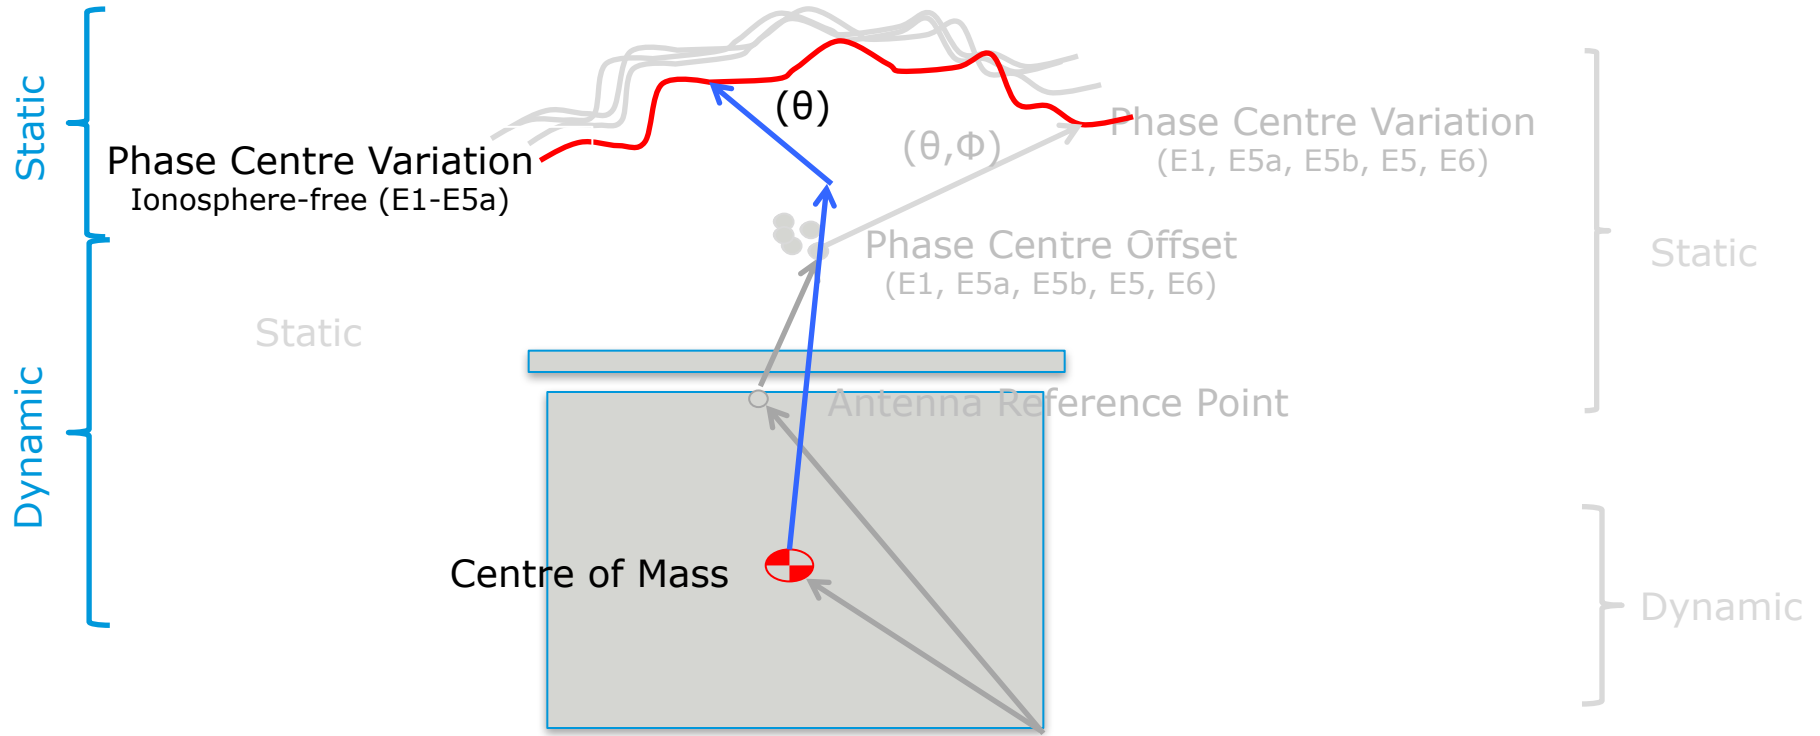 Static
(θ)
Phase Centre Variation
Ionosphere-free (E1-E5a)
(θ,Φ)
Phase Centre Variation
(E1, E5a, E5b, E5, E6)
Phase Centre Offset
(E1, E5a, E5b, E5, E6)
Static
Static
Antenna Reference Point
Dynamic
Centre of Mass
Dynamic